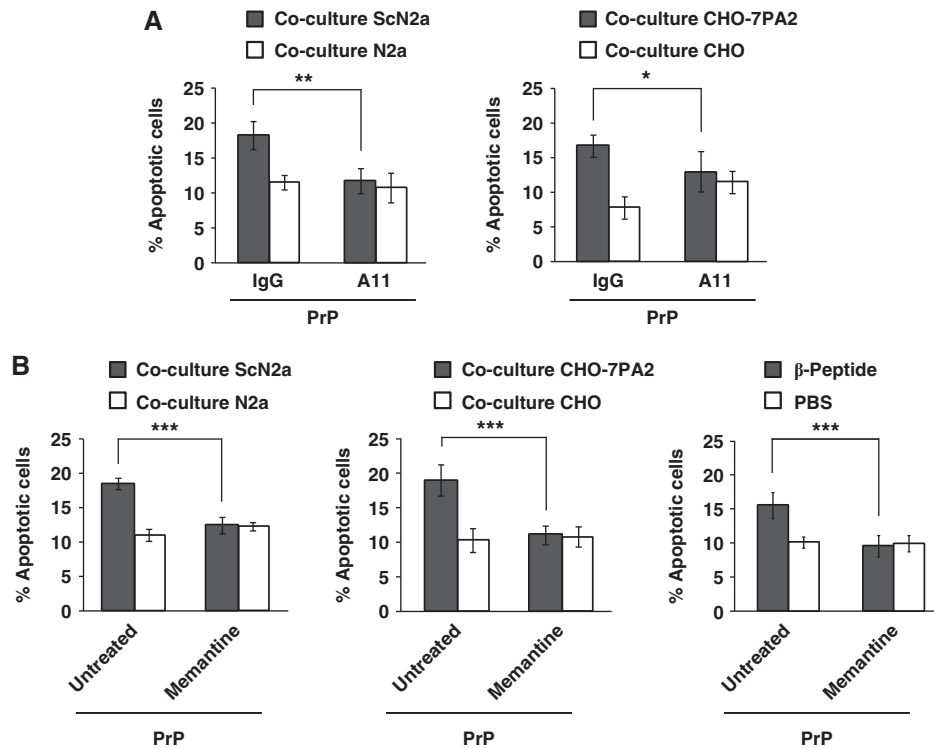 A
Co-culture ScN2a
Co-culture N2a
**
% Apoptotic cells
25
20
15
10
5
0
IgG
A11
PrP
Co-culture CHO-7PA2
Co-culture CHO
*
% Apoptotic cells
25
20
15
10
5
0
IgG
A11
PrP
B
Co-culture ScN2a
Co-culture N2a
***
% Apoptotic cells
25
20
15
10
5
0
Untreated
Memantine
PrP
Co-culture CHO-7PA2
Co-culture CHO
***
% Apoptotic cells
25
20
15
10
5
0
Untreated
Memantine
PrP
β-Peptide
PBS
***
% Apoptotic cells
25
20
15
10
5
0
Untreated
Memantine
PrP